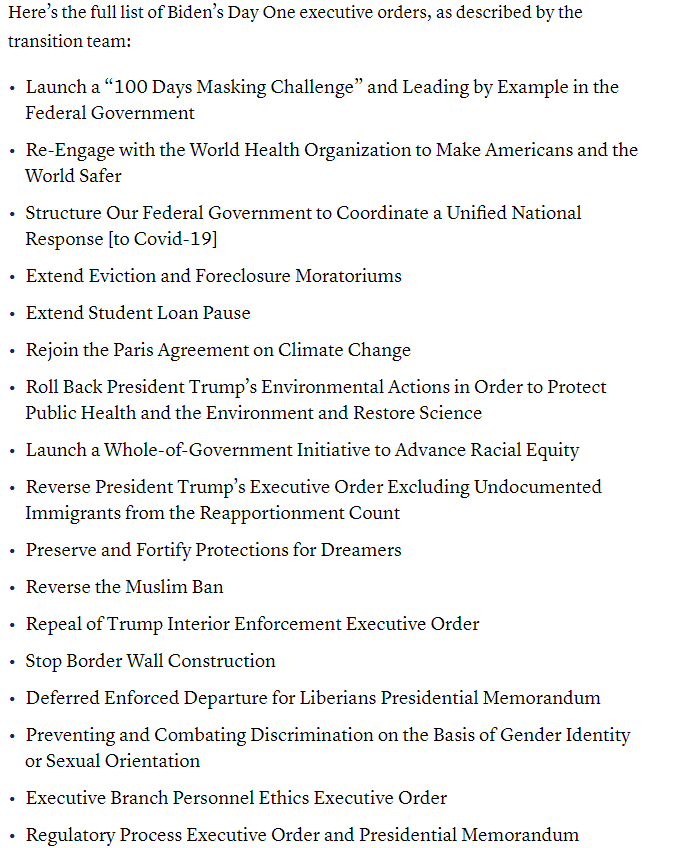 Here’s the full list of Biden’s Day One executive orders, as described by the
transition team:
• Launch a “100 Days Masking Challenge” and Leading by Example in the
Federal Government
• Re-Engage with the World Health Organization to Make Americans and the
World Safer
• Structure Our Federal Government to Coordinate a Unified National
Response [to Covid-19]
• Extend Eviction and Foreclosure Moratoriums
• Extend Student Loan Pause
• Rejoin the Paris Agreement on Climate Change
• Roll Back President Trump’s Environmental Actions in Order to Protect
Public Health and the Environment and Restore Science
• Launch a Whole-of-Government Initiative to Advance Racial Equity
• Reverse President Trump’s Executive Order Excluding Undocumented
Immigrants from the Reapportionment Count
• Preserve and Fortify Protections for Dreamers
• Reverse the Muslim Ban
• Repeal of Trump Interior Enforcement Executive Order
• Stop Border Wall Construction
• Deferred Enforced Departure for Liberians Presidential Memorandum
• Preventing and Combating Discrimination on the Basis of Gender Identity
or Sexual Orientation
• Executive Branch Personnel Ethics Executive Order
• Regulatory Process Executive Order and Presidential Memorandum